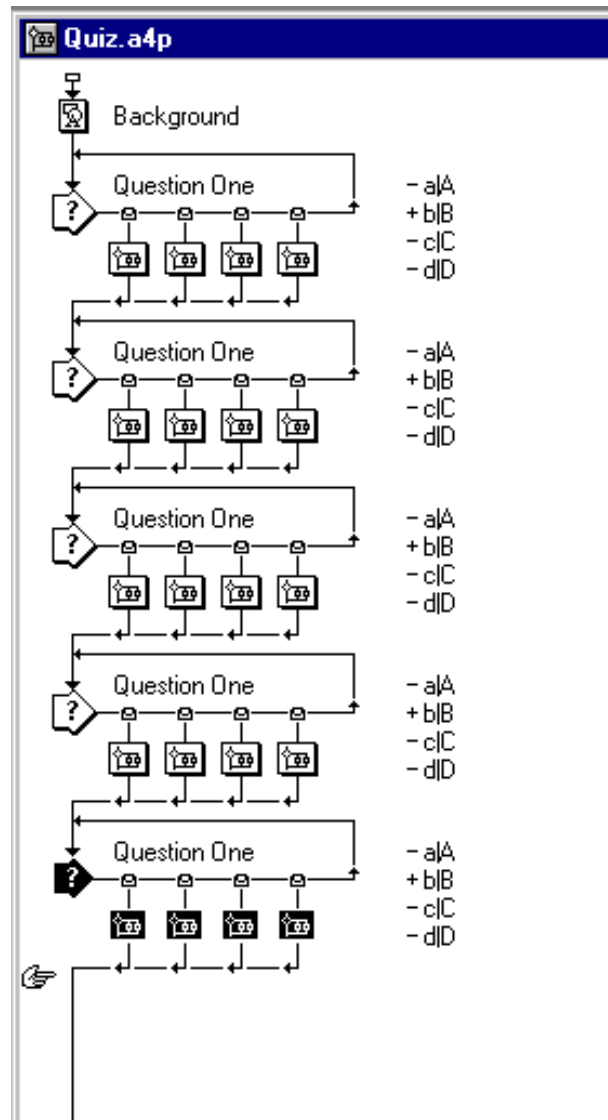 Quiz.a4p
Background
Question One
- a|A
+ b|B
- c|C
- d|D
Question One
- a|A
+ b|B
- c|C
- d|D
Question One
- a|A
+ b|B
- c|C
- d|D
Question One
- a|A
+ b|B
- c|C
- d|D
Question One
- a|A
+ b|B
- c|C
- d|D